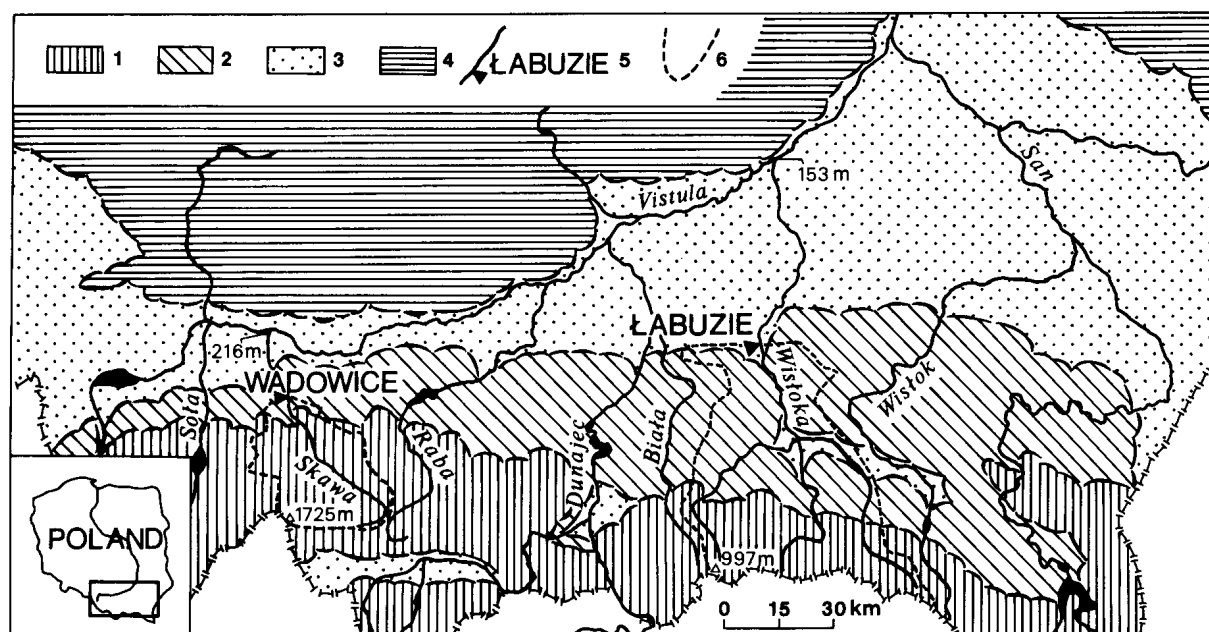 1 2 3 4 ŁABUZIE 5 6
153 m
San
Vistula
ŁABUZIE
216m
WADOWICE
Wisłoka
Wisłok
Soła
Raba
Dunajec
Biała
Skawa
1725m
POLAND
997m
0 15 30 km